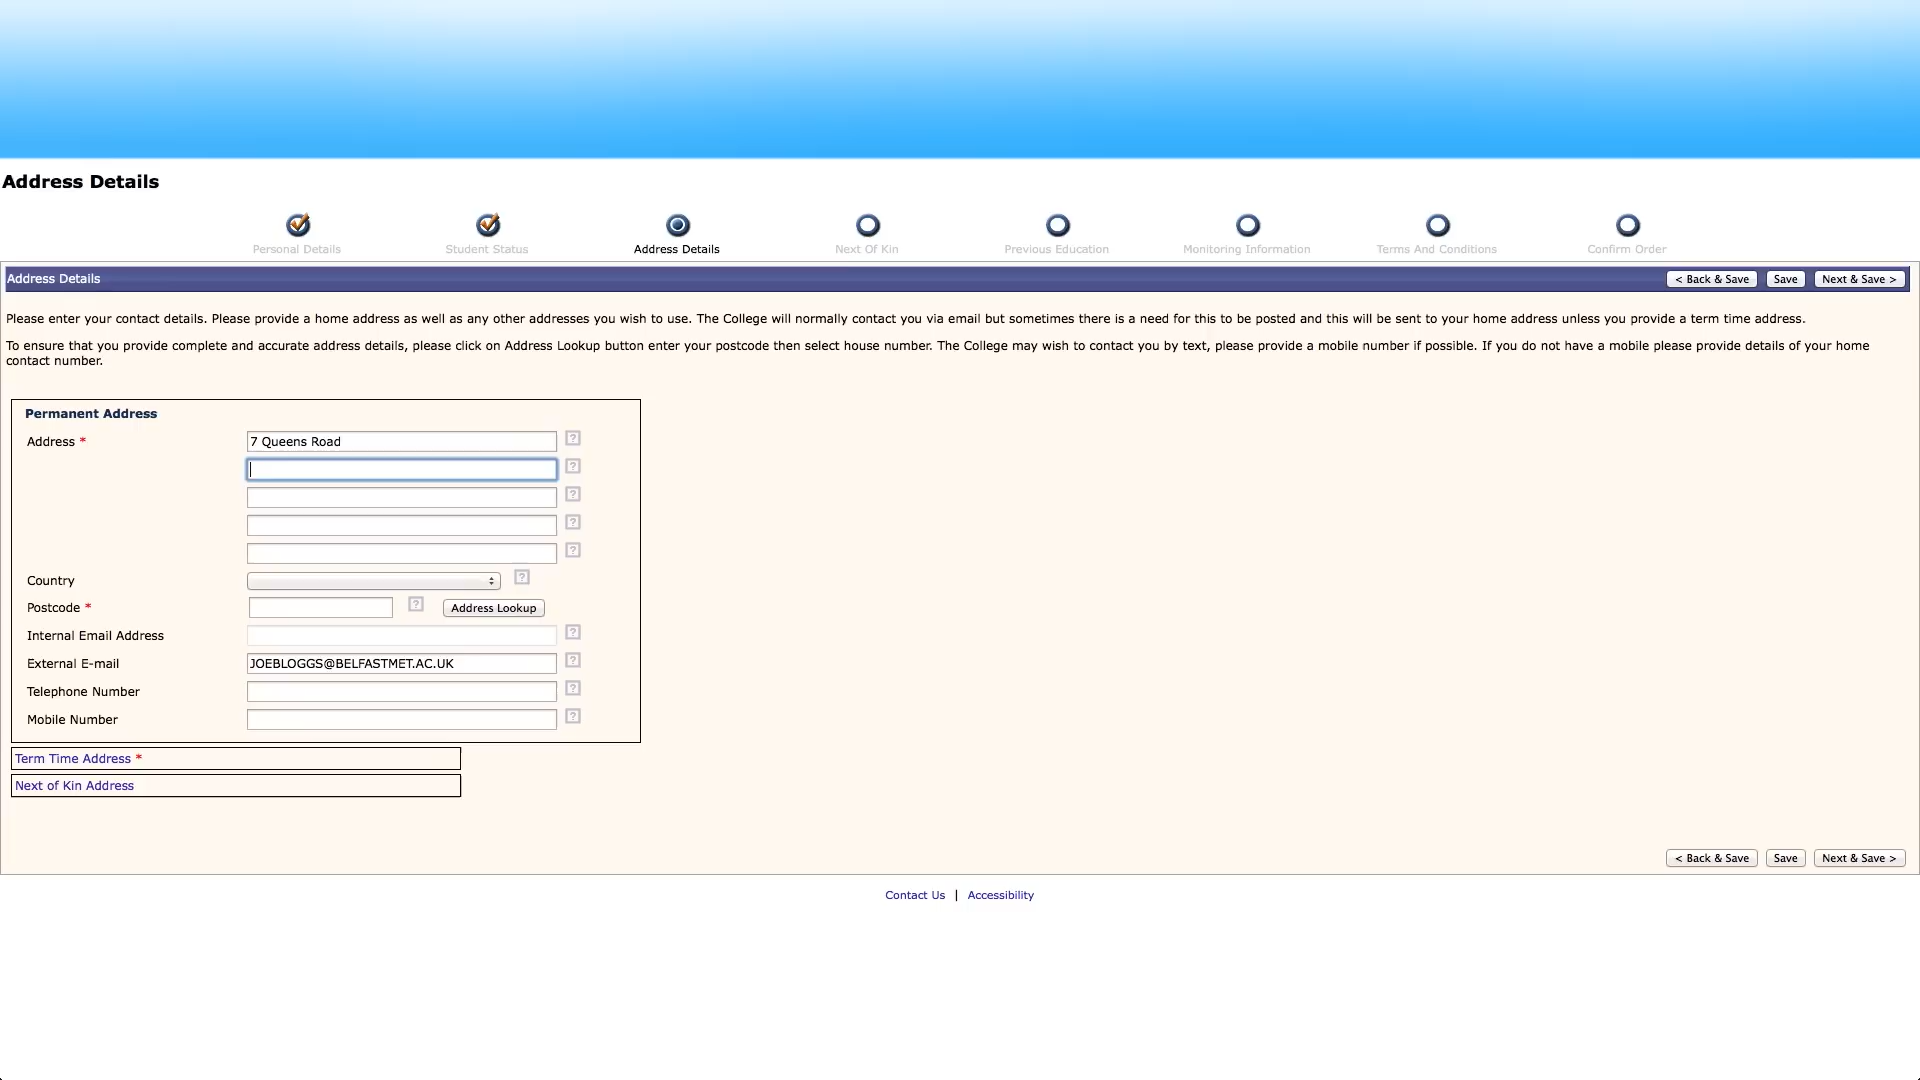 Address Details
Personal Details
Student Status
Address Details
Next Of Kin
Previous Education
Monitoring Information
Terms And Conditions
Confirm Order
Address Details
< Back & Save
Save
Next & Save >
Please enter your contact details. Please provide a home address as well as any other addresses you wish to use. The College will normally contact you via email but sometimes there is a need for this to be posted and this will be sent to your home address unless you provide a term time address.
To ensure that you provide complete and accurate address details, please click on Address Lookup button enter your postcode then select house number. The College may wish to contact you by text, please provide a mobile number if possible. If you do not have a mobile please provide details of your home
contact number.
Permanent Address
Address * 7 Queens Road ?
?
?
?
?
Country ?
Postcode * ? Address Lookup
Internal Email Address ?
External E-mail JOEBLOGGS@BELFASTMET.AC.UK ?
Telephone Number ?
Mobile Number ?
Term Time Address *
Next of Kin Address
< Back & Save
Save
Next & Save >
Contact Us | Accessibility